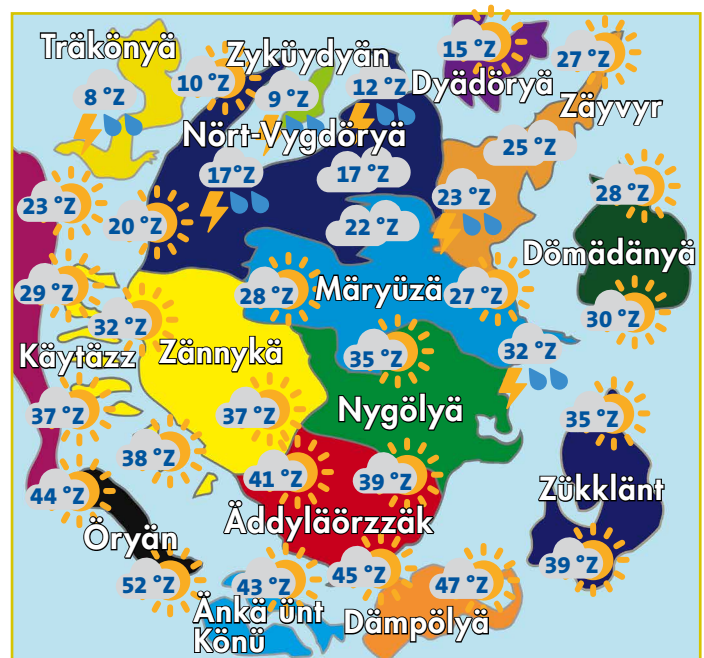 Träkönyä
Zyküydyän
15 °Z
27 °Z
10 °Z
8 °Z
9 °Z
12 °Z
Dyädöryä
Zäyvyr
Nört-Vygdöryä
25 °Z
17°Z
17 °Z
23 °Z
28 °Z
23 °Z
20 °Z
22 °Z
Dömädänyä
29 °Z
28 °Z
Märyüzä
27 °Z
30 °Z
32 °Z
Käytäzz
Zännykä
35 °Z
32 °Z
37 °Z
37 °Z
Nygölyä
35 °Z
38 °Z
41 °Z
39 °Z
44 °Z
Zükklänt
Öryän
Äddyläörzzäk
52 °Z
43 °Z
45 °Z
47 °Z
39 °Z
Änkä ünt
Könü
Dämpölyä